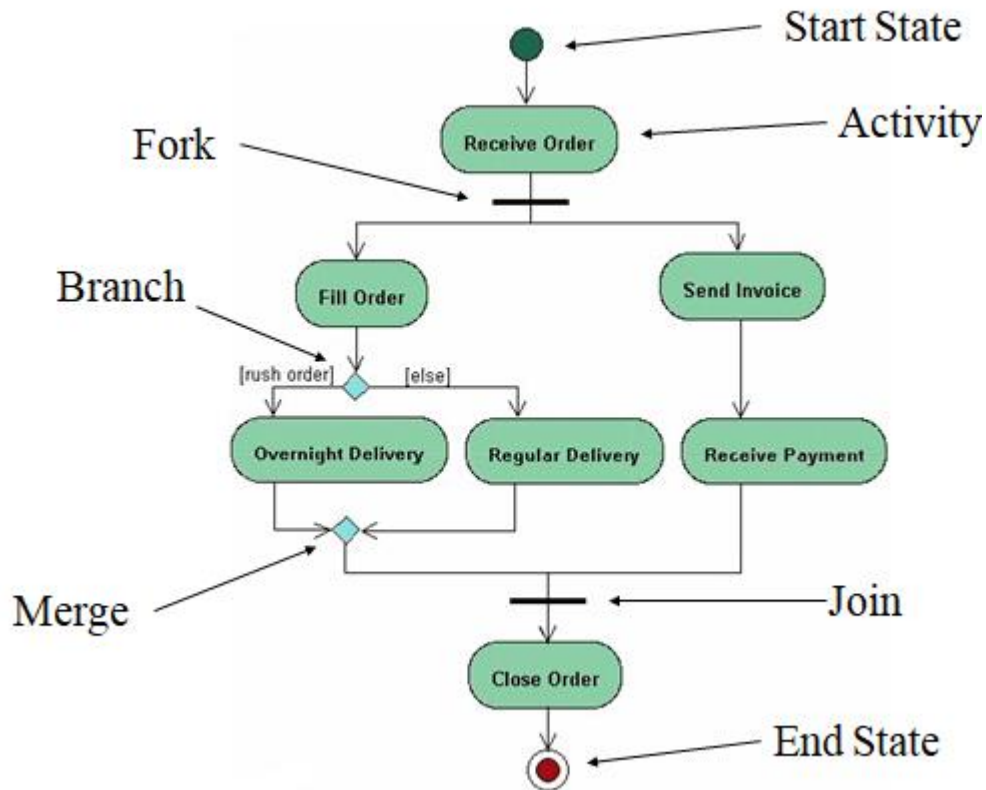 Start State
Activity
Receive Order
Fork
Branch
Fill Order
Send Invoice
[rush order]
[else]
Overnight Delivery
Regular Delivery
Receive Payment
Merge
Join
Close Order
End State